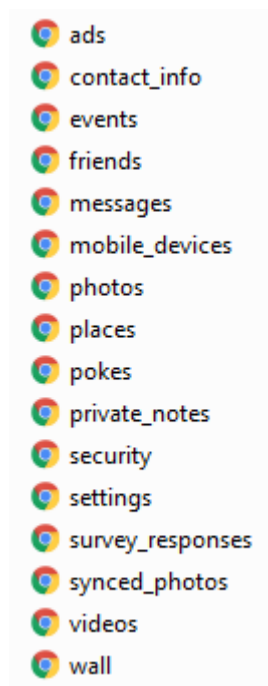 ads
contact_info
events
friends
messages
mobile_devices
photos
places
pokes
private_notes
security
settings
survey_responses
synced_photos
videos
wall